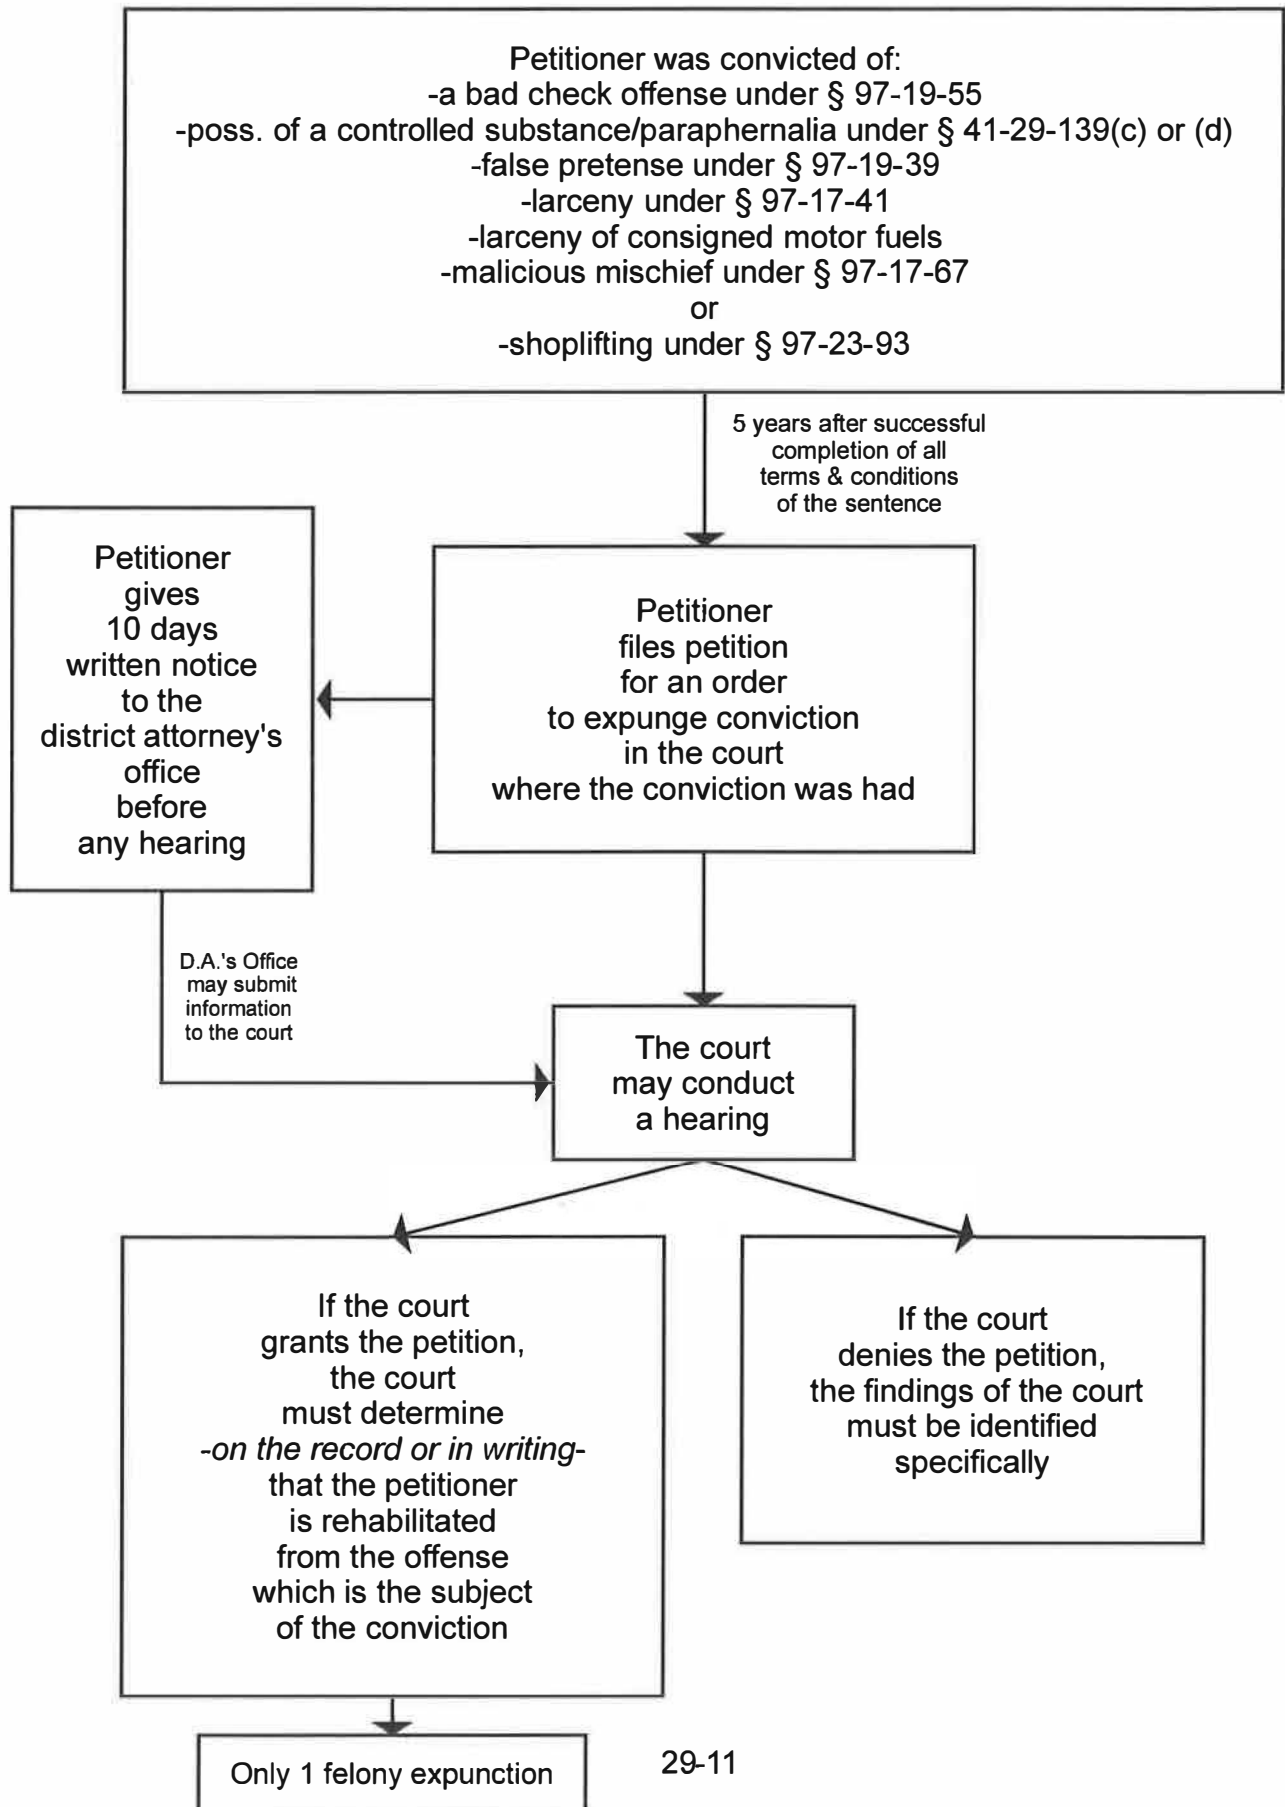 Petitioner was convicted of:
-a bad check offense under § 97-19-55
-poss. of a controlled substance/paraphernalia under § 41-29-139(c) or (d)
-false pretense under § 97-19-39
-larceny under § 97-17-41
-larceny of consigned motor fuels
-malicious mischief under § 97-17-67
or
-shoplifting under § 97-23-93
5 years after successful
completion of all
terms & conditions
of the sentence
Petitioner
gives
10 days
written notice
to the
district attorney's
office
before
any hearing
Petitioner
files petition
for an order
to expunge conviction
in the court
where the conviction was had
D.A.'s Office
may submit
information
to the court
The court
may conduct
a hearing
If the court
grants the petition,
the court
must determine
-on the record or in writing-
that the petitioner
is rehabilitated
from the offense
which is the subject
of the conviction
If the court
denies the petition,
the findings of the court
must be identified
specifically
Only 1 felony expunction
29-11